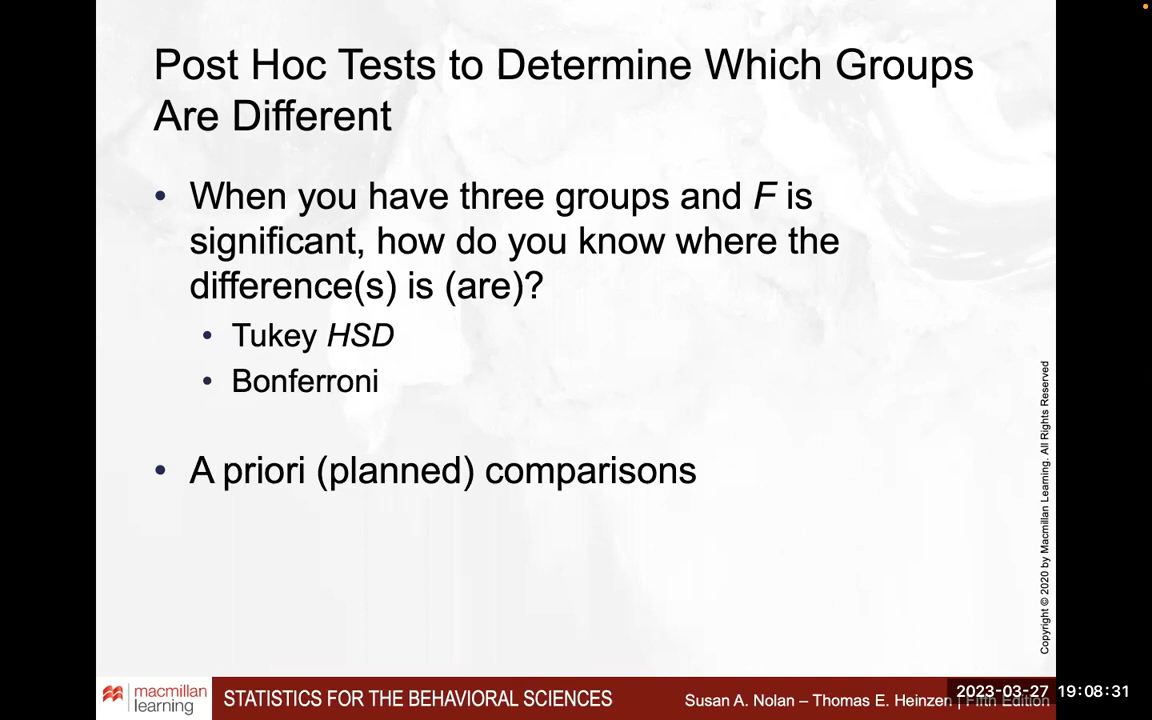 Post Hoc Tests to Determine Which Groups
Are Different
• When you have three groups and F is
significant, how do you know where the
difference(s) is (are)?
• Tukey HSD
• Bonferroni
• A priori (planned) comparisons
Copyright © 2020 by Macmillan Learning. All Rights Reserved
macmillan
learning
STATISTICS FOR THE BEHAVIORAL SCIENCES
Susan A. Nolan – Thomas E. Heinzen | Fifth Edition
2023-03-27 19:08:31